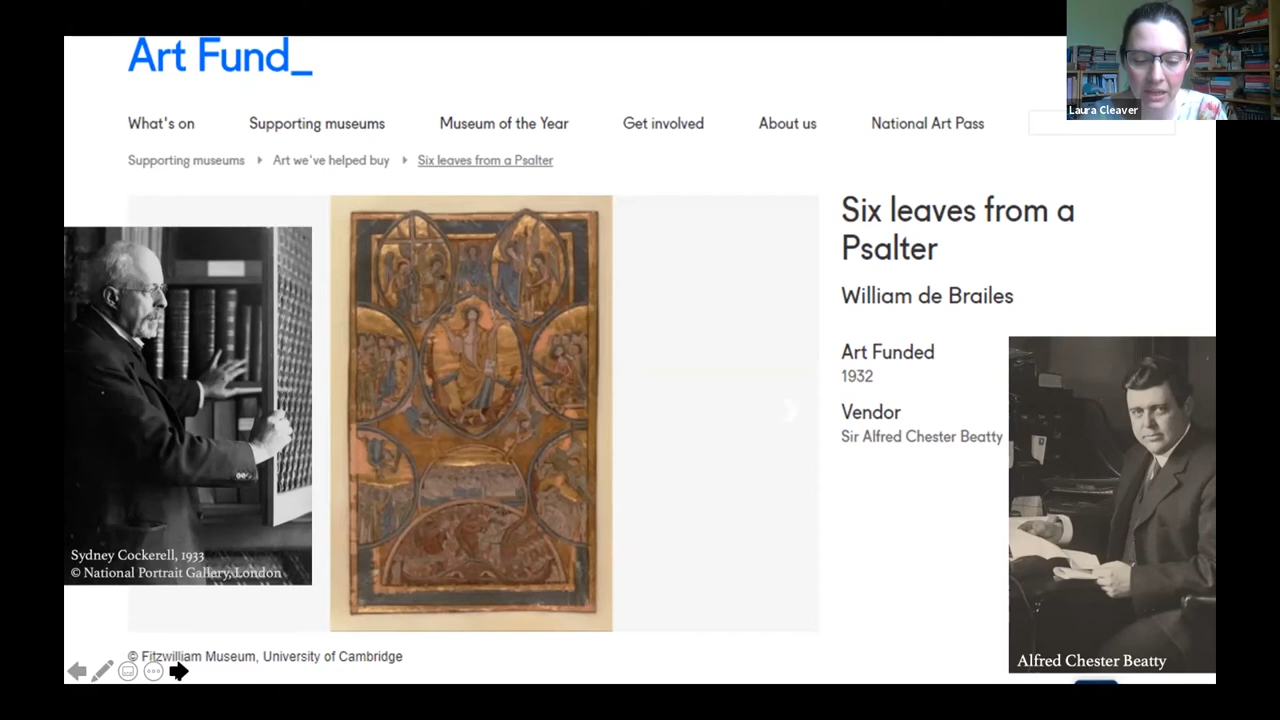 Art Fund_
Laura Cleaver
What's on Supporting museums Museum of the Year Get involved About us National Art Pass
Supporting museums Art we've helped buy Six leaves from a Psalter
Six leaves from a
Psalter
William de Brailes
Art Funded
1932
Vendor
Sir Alfred Chester Beatty
Sydney Cockerell, 1933
© National Portrait Gallery, London
© Fitzwilliam Museum, University of Cambridge
Alfred Chester Beatty